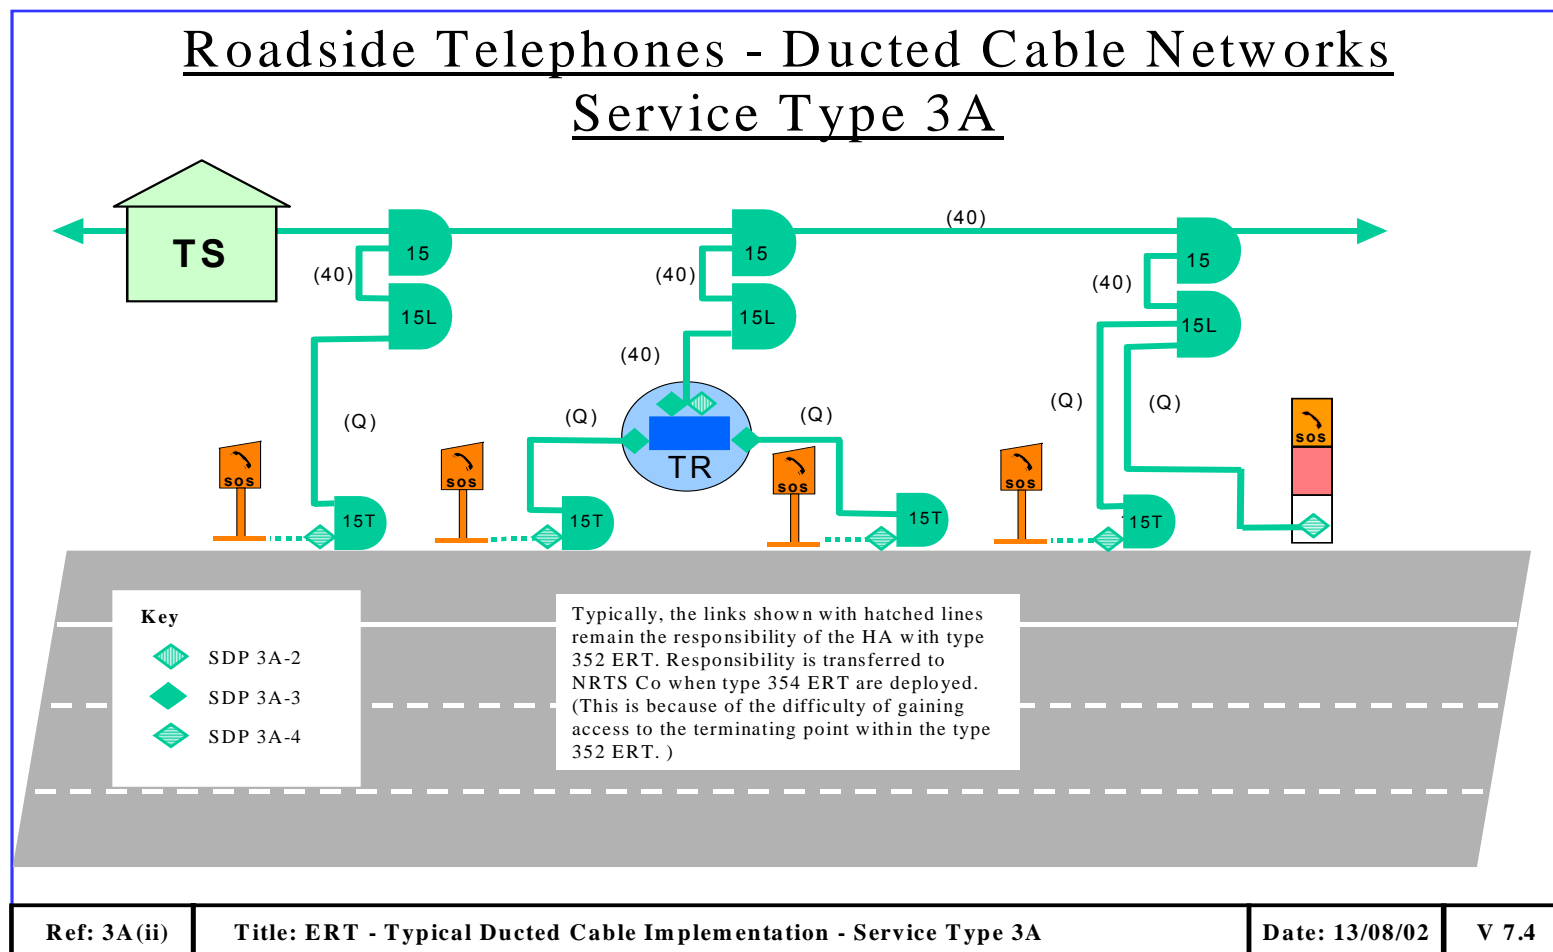 Roadside Telephones - Ducted Cable Networks
Service Type 3A
(40)
TS
15
15
15
(40)
(40)
(40)
15L
15L
15L
(40)
(Q)
(Q)
(Q)
(Q)
(Q)
TR
sos
sos
sos
sos
sos
15T
15T
15T
15T
Key
SDP 3A-2
SDP 3A-3
SDP 3A-4
Typically, the links shown with hatched lines
remain the responsibility of the HA with type
352 ERT. Responsibility is transferred to
NRTS Co when type 354 ERT are deployed.
(This is because of the difficulty of gaining
access to the terminating point within the type
352 ERT. )
Ref: 3A(ii)
Title: ERT - Typical Ducted Cable Implementation - Service Type 3A
Date: 13/08/02
V 7.4